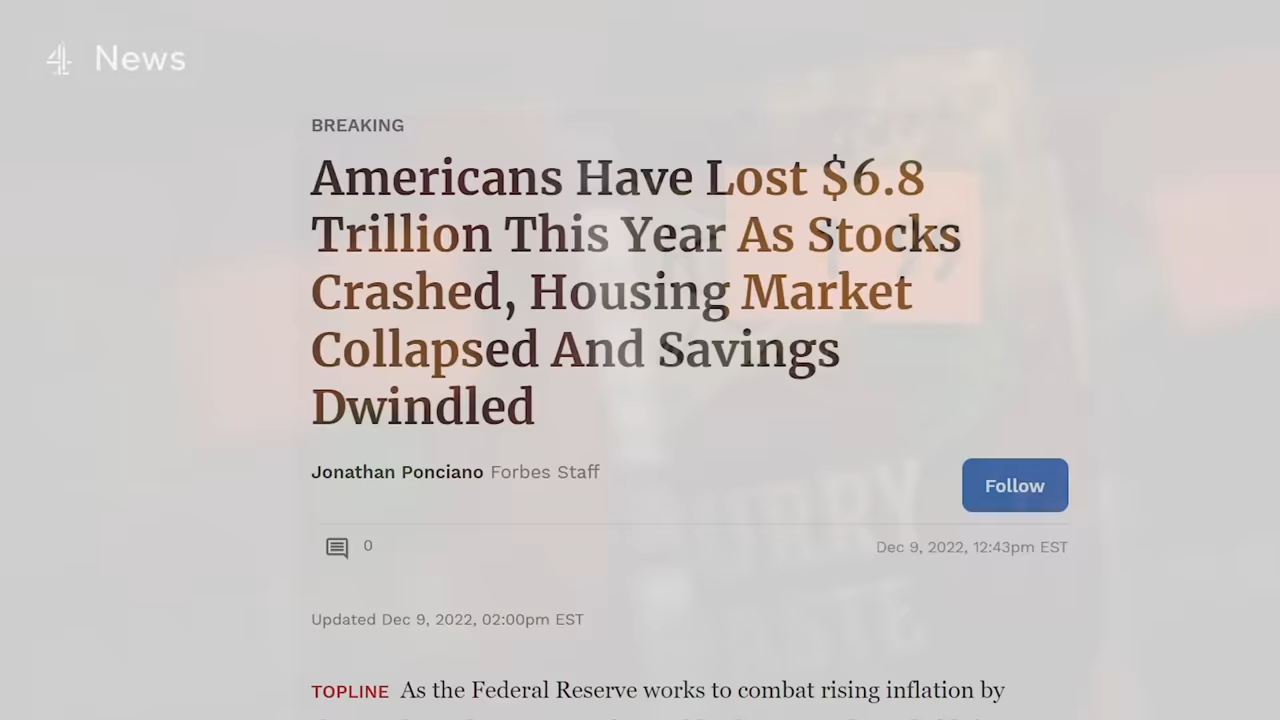 4 News
BREAKING
Americans Have Lost $6.8
Trillion This Year As Stocks
Crashed, Housing Market
Collapsed And Savings
Dwindled
Jonathan Ponciano Forbes Staff
Follow
0
Dec 9, 2022, 12:43pm EST
Updated Dec 9, 2022, 02:00pm EST
TOPLINE As the Federal Reserve works to combat rising inflation by